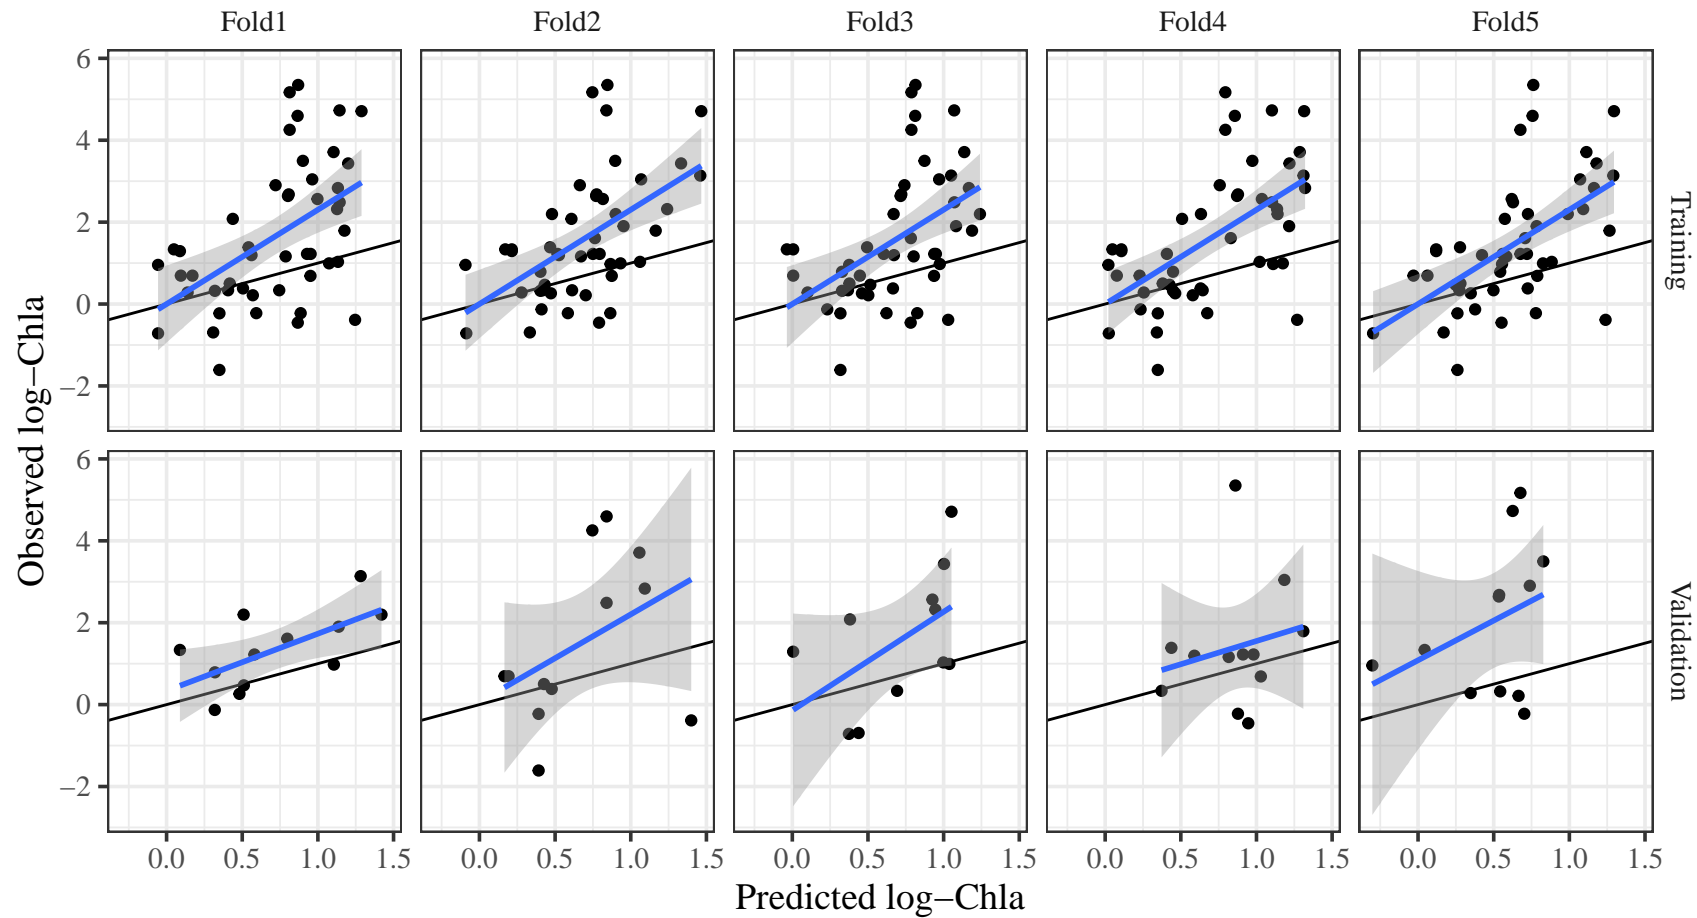 Fold1 Fold2 Fold3 Fold4 Fold5
6
4
2
0
−2
Training
Observed log−Chla
6
4
2
0
−2
Validation
0.0 0.5 1.0 1.5 0.0 0.5 1.0 1.5 0.0 0.5 1.0 1.5 0.0 0.5 1.0 1.5 0.0 0.5 1.0 1.5
Predicted log−Chla